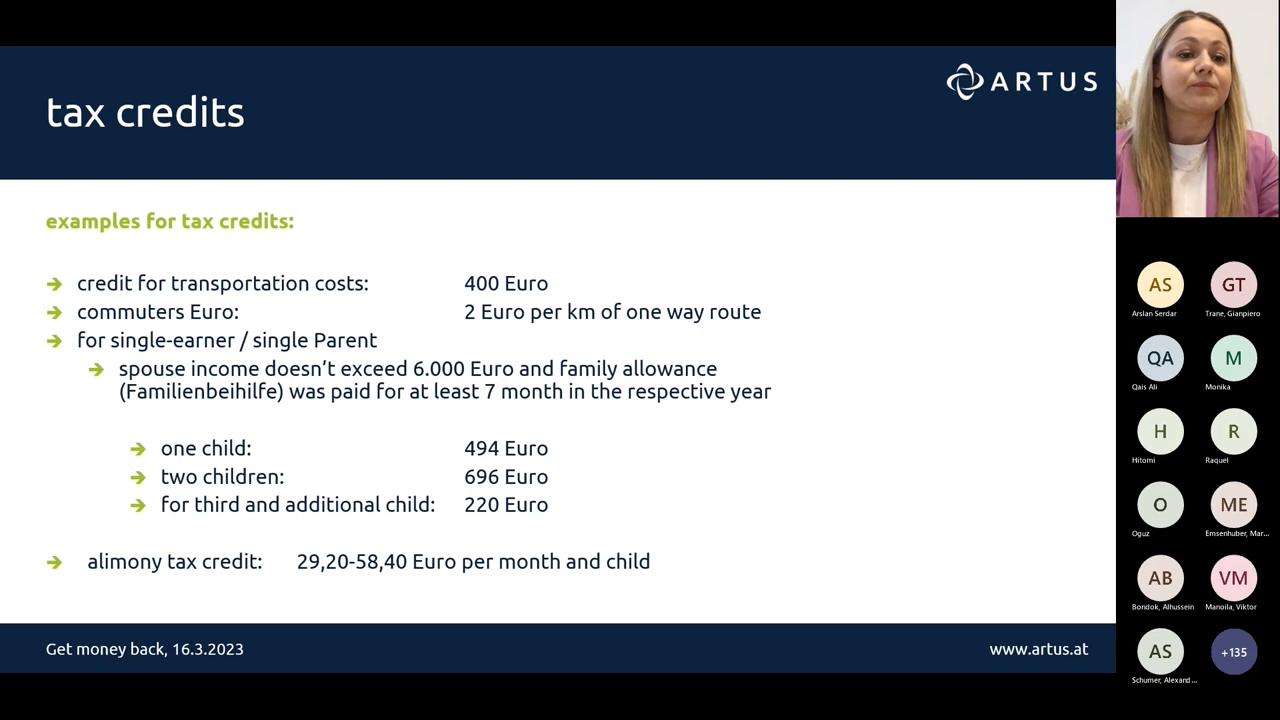 tax credits
ARTUS
examples for tax credits:
credit for transportation costs: 400 Euro
commuters Euro: 2 Euro per km of one way route
for single-earner / single Parent
spouse income doesn’t exceed 6.000 Euro and family allowance
(Familienbeihilfe) was paid for at least 7 month in the respective year
one child: 494 Euro
two children: 696 Euro
for third and additional child: 220 Euro
alimony tax credit: 29,20-58,40 Euro per month and child
Get money back, 16.3.2023
www.artus.at
AS
GT
Arslan Serdar
Trane, Gianpiero
QA
M
Qais Ali
Monika
H
R
Hitomi
Raquel
O
ME
Oguz
Emsenhuber, Mar...
AB
VM
Bondok, Alhussein
Manoila, Viktor
AS
+135
Schumer, Alexand...